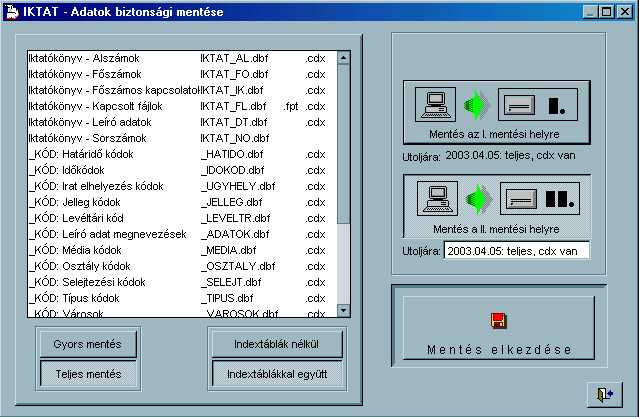 IKTAT - Adatok biztonsági mentése
Iktatókönyv - Alszámok IKTAT_AL.dbf .cdx
Iktatókönyv - Főszámok IKTAT_FO.dbf .cdx
Iktatókönyv - Főszámos kapcsolatok IKTAT_IK.dbf .cdx
Iktatókönyv - Kapcsolt fájlok IKTAT_FL.dbf .fpt .cdx
Iktatókönyv - Leíró adatok IKTAT_DT.dbf .cdx
Iktatókönyv - Sorszámok IKTAT_NO.dbf
_KÓD: Határidő kódok _HATIDO.dbf .cdx
_KÓD: Időkódok _IDOKOD.dbf .cdx
_KÓD: Irat elhelyezés kódok _UGYHELY.dbf .cdx
_KÓD: Jelleg kódok _JELLEG.dbf .cdx
_KÓD: Levéltári kód _LEVELTR.dbf .cdx
_KÓD: Leíró adat megnevezések _ADATOK.dbf .cdx
_KÓD: Média kódok _MEDIA.dbf .cdx
_KÓD: Osztály kódok _OSZTALY.dbf .cdx
_KÓD: Selejtezési kódok _SELEJT.dbf .cdx
_KÓD: Típus kódok _TIPUS.dbf .cdx
_KÓD: Városok _VAROSOK.dbf .cdx
Gyors mentés
Teljes mentés
Indextáblák nélkül
Indextáblákkal együtt
I.
Mentés az I. mentési helyre
Utoljára: 2003.04.05: teljes, cdx van
II.
Mentés a II. mentési helyre
Utoljára: 2003.04.05: teljes, cdx van
Mentés elkezdése